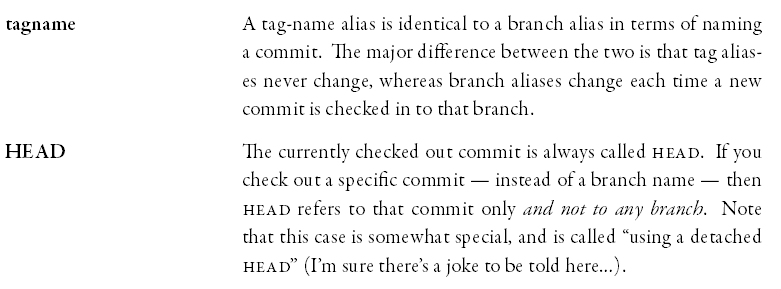 tagname
A tag-name alias is identical to a branch alias in terms of naming
a commit. The major difference between the two is that tag alias-
es never change, whereas branch aliases change each time a new
commit is checked in to that branch.
HEAD
The currently checked out commit is always called HEAD. If you
check out a specific commit — instead of a branch name — then
HEAD refers to that commit only and not to any branch. Note
that this case is somewhat special, and is called “using a detached
HEAD” (I’m sure there’s a joke to be told here...).